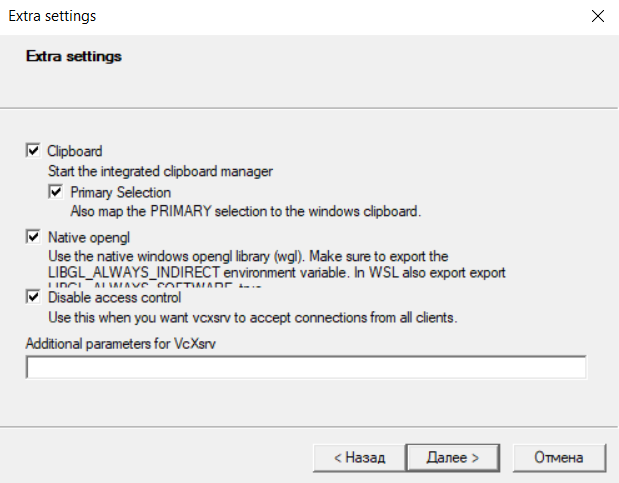 Extra settings
Extra settings
Clipboard
Start the integrated clipboard manager
Primary Selection
Also map the PRIMARY selection to the windows clipboard.
Native opengl
Use the native windows opengl library (wgl). Make sure to export the
LIBGL_ALWAYS_INDIRECT environment variable. In WSL also export export
LIBGL_ALWAYS_SOFTWARE=true
Disable access control
Use this when you want vcxsrv to accept connections from all clients.
Additional parameters for VcXsrv
< Назад
Далее >
Отмена